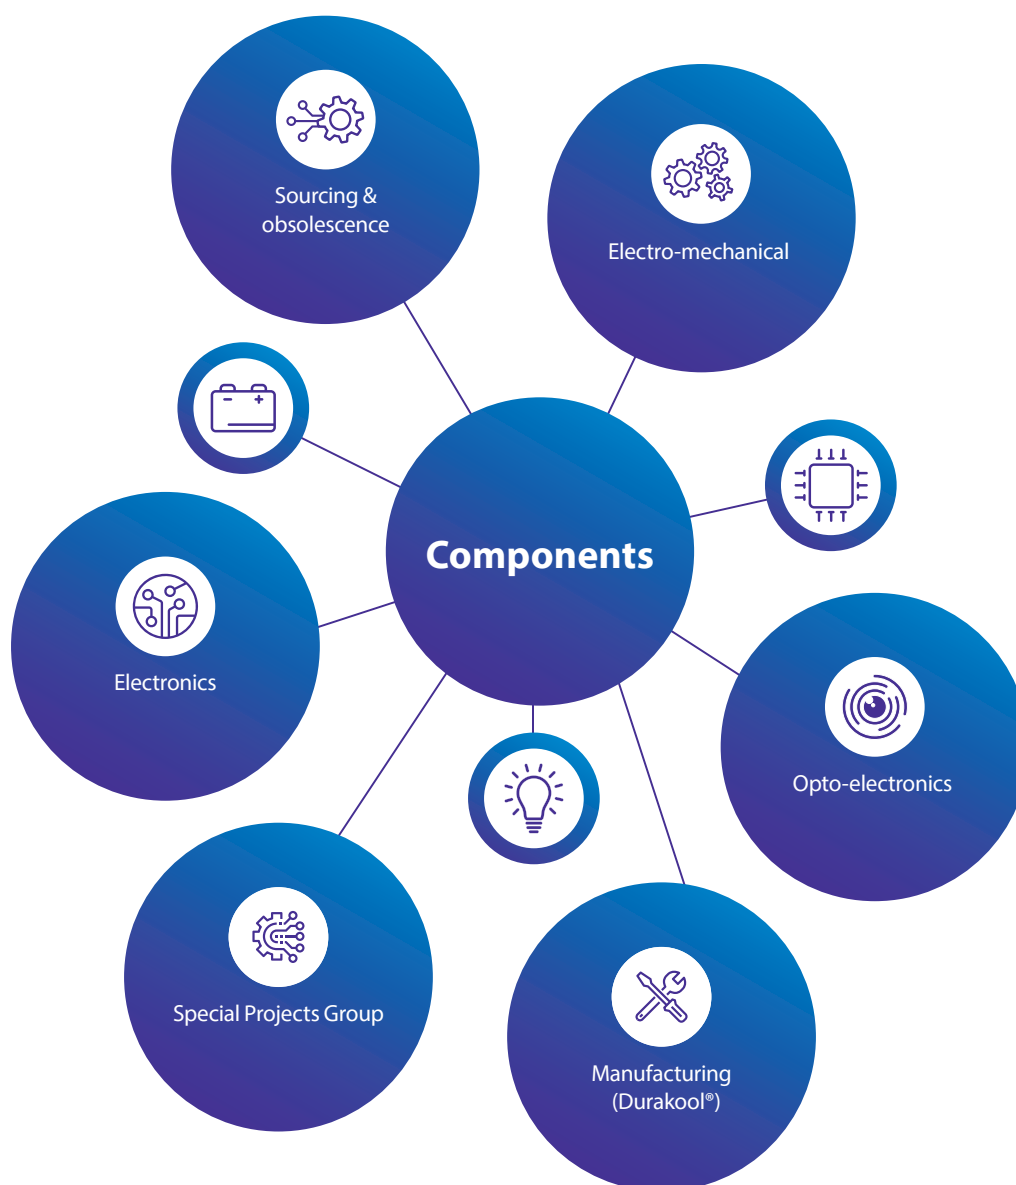 Sourcing &
obsolescence
Electro-mechanical
Components
Electronics
Opto-electronics
Special Projects Group
Manufacturing
(Durakool®)